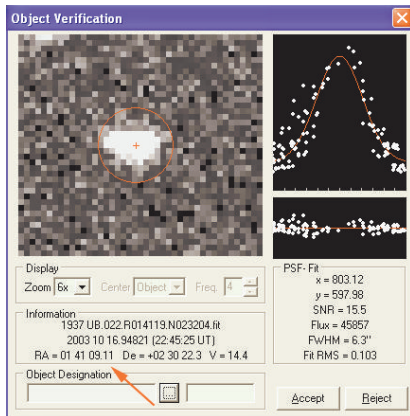 Object Verification
Display
Zoom 6x Center Object Freq. 4
Information
1937 UB.022.R014119.N023204.fit
2003 10 16.94821 (22:45:25 UT)
RA = 01 41 09.11 De = +02 30 22.3 V = 14.4
Object Designation
...
PSF- Fit
x = 803.12
y = 597.98
SNR = 15.5
Flux = 45857
FWHM = 6.3"
Fit RMS = 0.103
Accept Reject